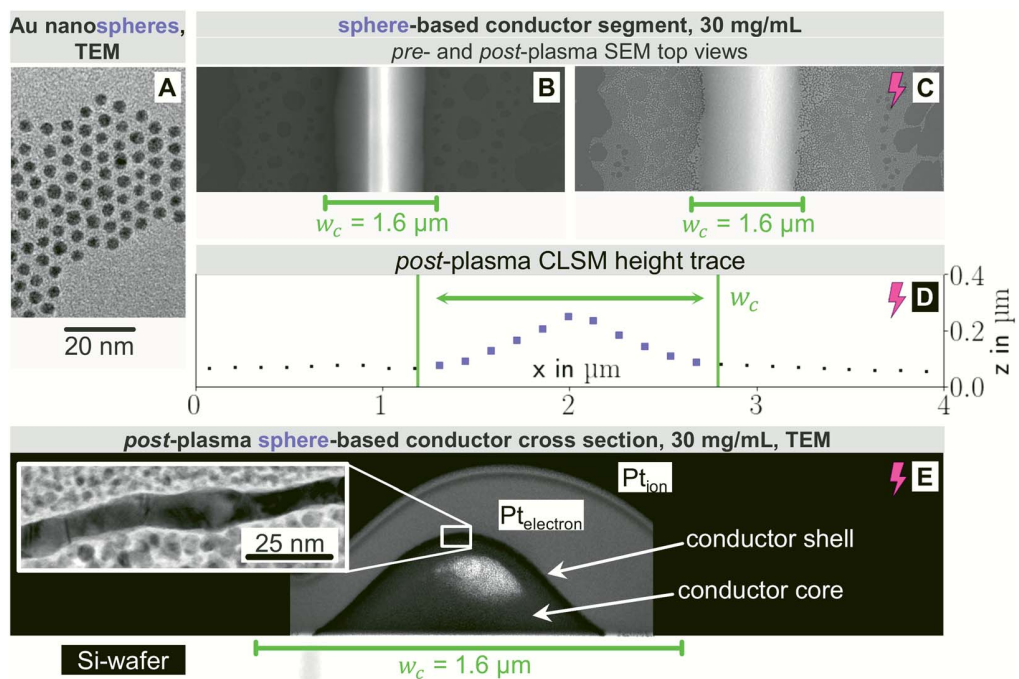 Au nanospheres,
TEM
A
20 nm
sphere-based conductor segment, 30 mg/mL
pre- and post-plasma SEM top views
B
C
w_c = 1.6 μm
w_c = 1.6 μm
post-plasma CLSM height trace
D
w_c
0.4
0.2
0.0
z in μm
x in μm
0
1
2
3
4
post-plasma sphere-based conductor cross section, 30 mg/mL, TEM
E
Pt_ion
Pt_electron
25 nm
conductor shell
conductor core
Si-wafer
w_c = 1.6 μm